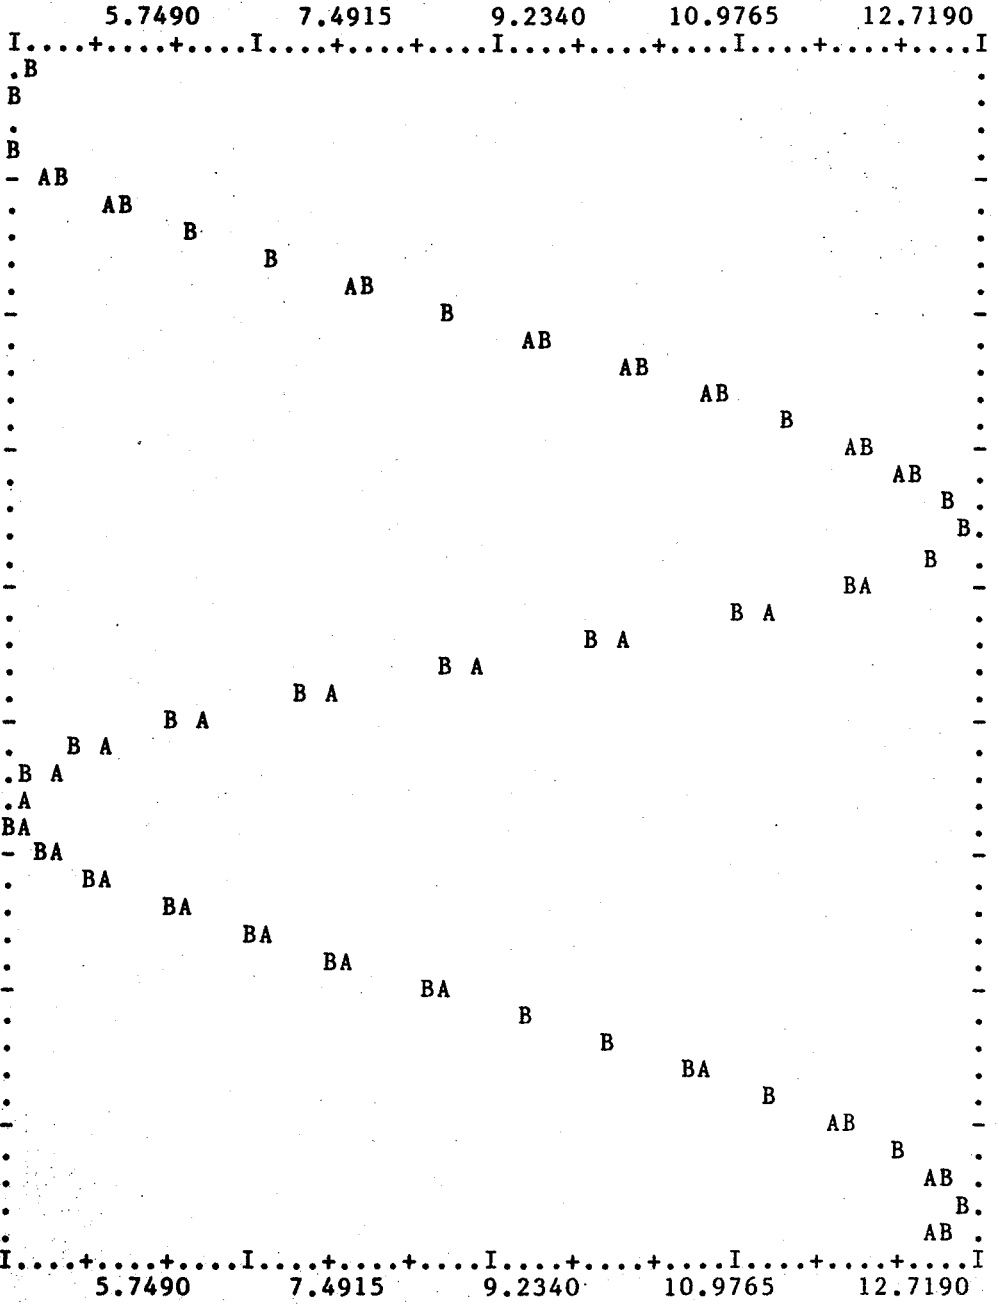 5.7490 7.4915 9.2340 10.9765 12.7190
I....+....+....I....+....+....I....+....+....I....+....+....I
.B .
B .
. .
B .
- AB -
. AB .
. B .
. B .
. AB .
- B -
. AB .
. AB .
. AB .
. B .
- AB -
. AB .
. B .
. B.
. B .
- BA -
. B A .
. B A .
. B A .
. B A .
- B A -
. B A .
.B A .
.A .
BA .
- BA -
. BA .
. BA .
. BA .
. BA .
- BA -
. B .
. B .
. BA .
. B .
- AB -
. B .
. AB .
. B.
. AB .
I....+....+....I....+....+....I....+....+....I....+....+....I
5.7490 7.4915 9.2340 10.9765 12.7190